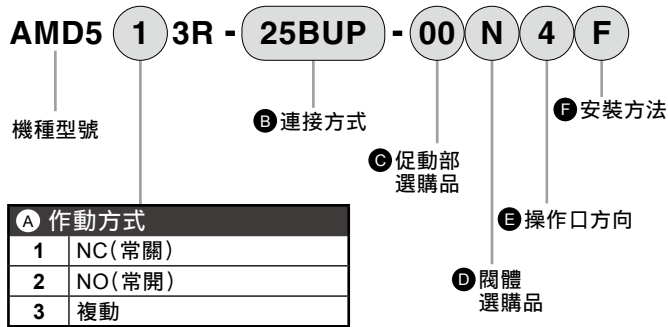 AMD5 1 3R - 25BUP - 00 N 4 F
機種型號
B 連接方式
C 促動部
選購品
F 安裝方法
E 操作口方向
D 閥體
選購品
A 作動方式
1 NC(常關)
2 NO(常開)
3 複動